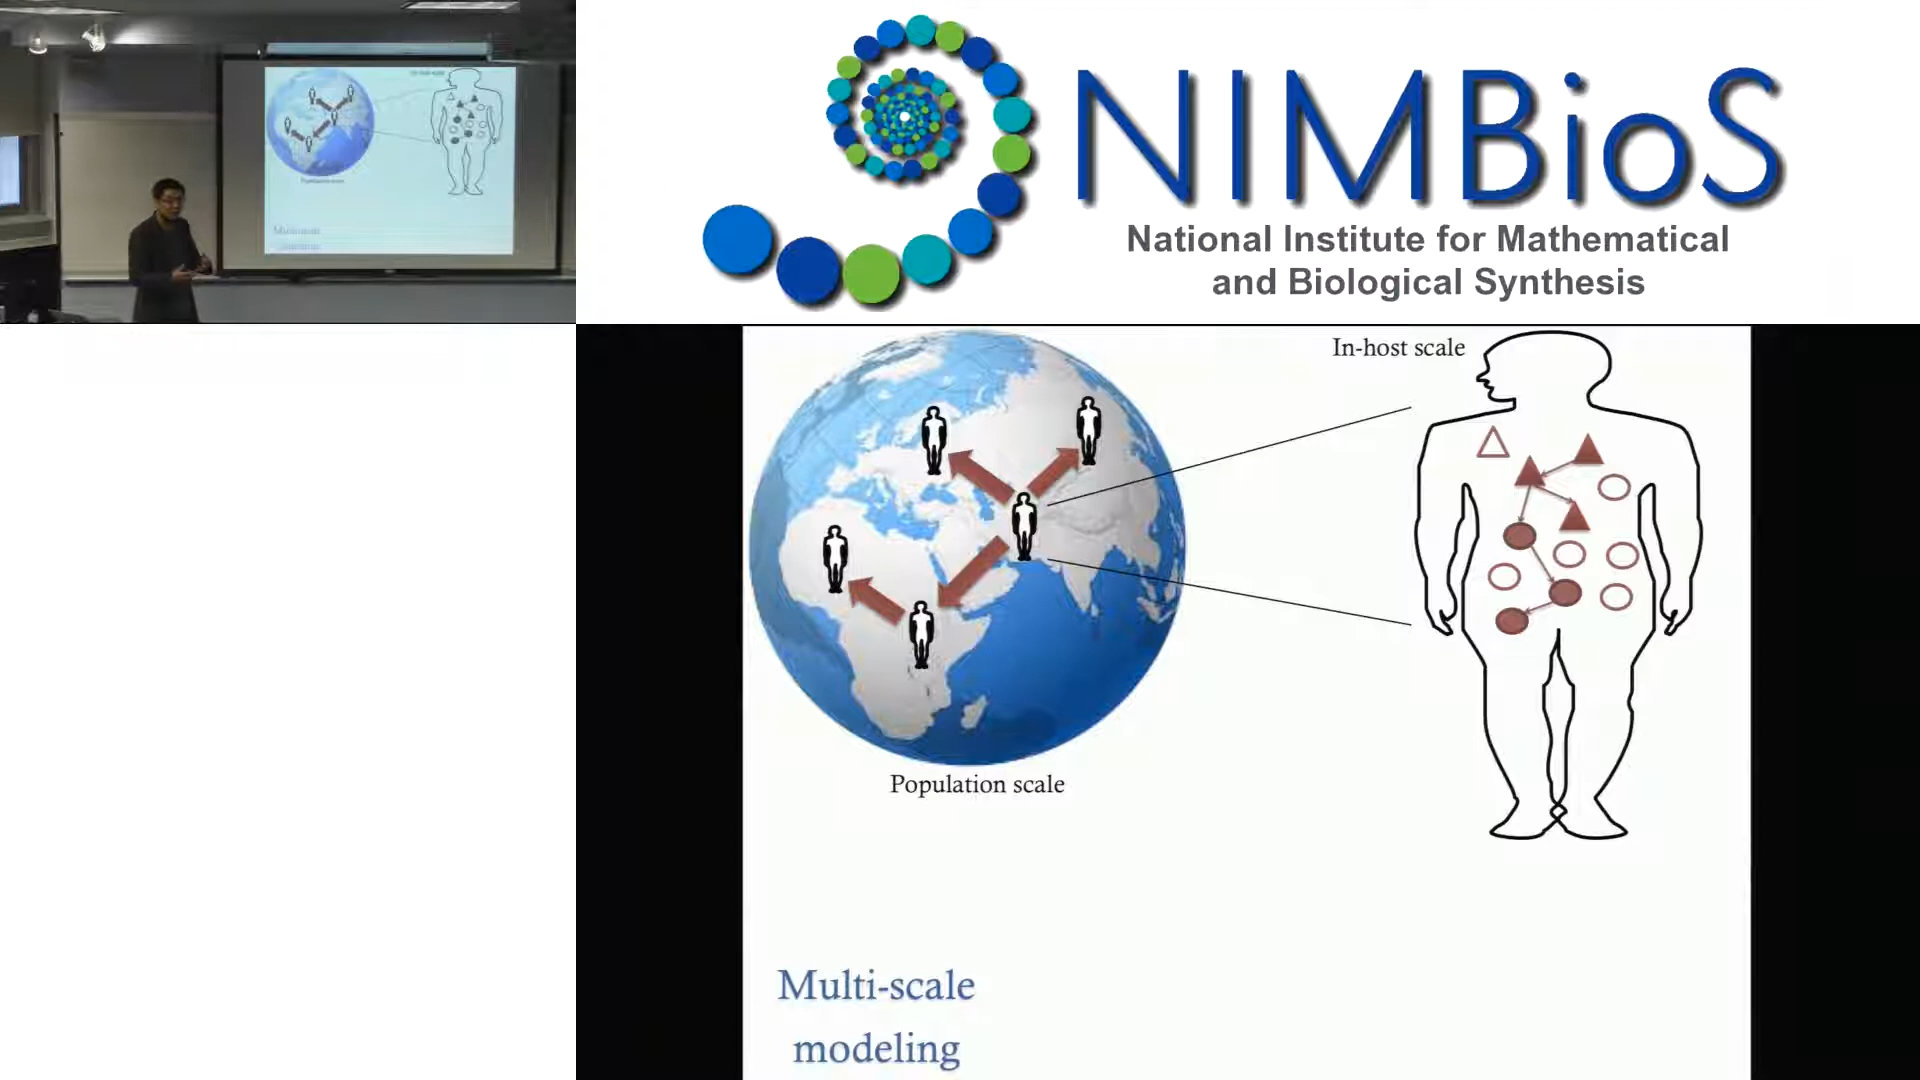 NIMBioS
National Institute for Mathematical
and Biological Synthesis
In-host scale
Population scale
Multi-scale
modeling